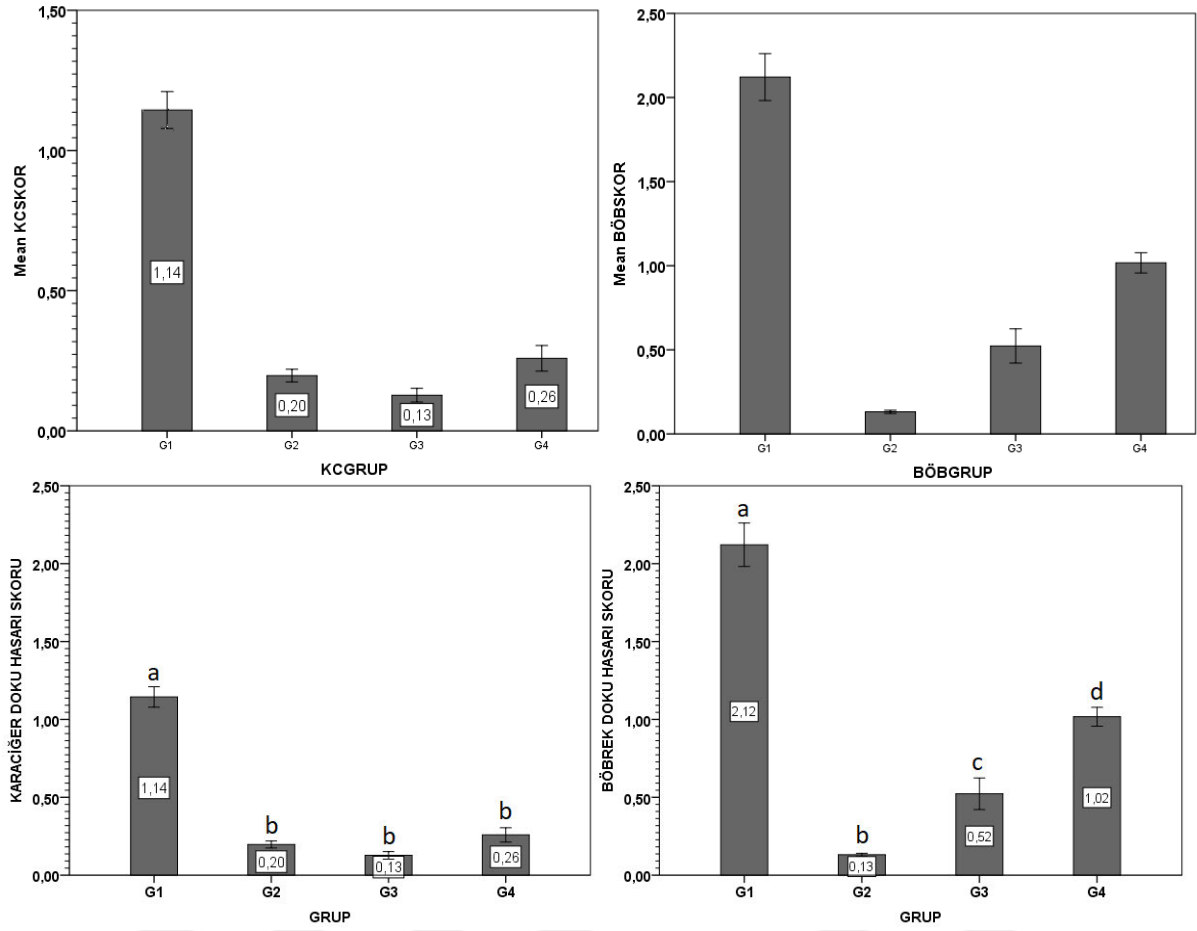 1,50
1,00
0,50
0,00
Mean KCSKOR
1,14
0,20
0,13
0,26
G1 G2 G3 G4
KCGRUP
2,50
2,00
1,50
1,00
0,50
0,00
Mean BÖBSKOR
G1 G2 G3 G4
BÖBGRUP
2,50
2,00
1,50
1,00
0,50
0,00
KARACİĞER DOKU HASARI SKORU
a
b
b
b
1,14
0,20
0,13
0,26
G1 G2 G3 G4
GRUP
2,50
2,00
1,50
1,00
0,50
0,00
BÖBREK DOKU HASARI SKORU
a
b
c
d
2,12
0,13
0,52
1,02
G1 G2 G3 G4
GRUP